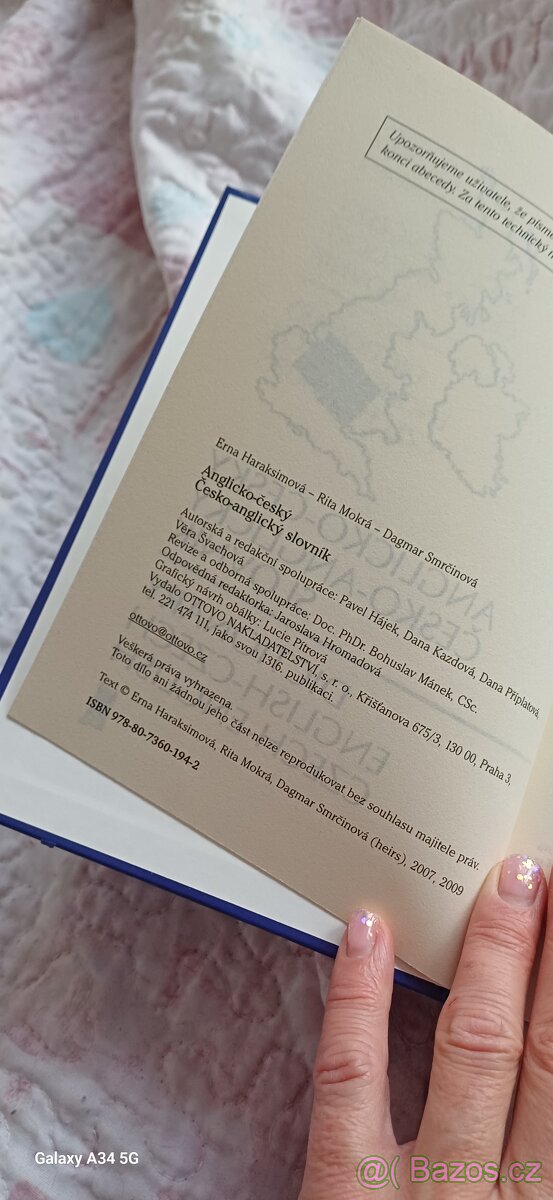 Upozorňujeme uživatele, že písme
konci abecedy. Za tento technický n
Erna Haraksimová – Rita Mokrá – Dagmar Smrčinová
Anglicko-český
Česko-anglický slovník
Autorská a redakční spolupráce: Pavel Hájek, Dana Kazdová, Dana Připlatová,
Věra Švachová
Revize a odborná spolupráce: Doc. PhDr. Bohuslav Mánek, CSc.
Odpovědná redaktorka: Jaroslava Hromadová
Grafický návrh obálky: Lucie Pítrová
Vydalo OTTOVO NAKLADATELSTVÍ, s. r. o., Křišťanova 675/3, 130 00, Praha 3,
tel. 221 474 111, jako svou 1316. publikaci.
ottovo@ottovo.cz
Veškerá práva vyhrazena.
Toto dílo ani žádnou jeho část nelze reprodukovat bez souhlasu majitele práv.
Text © Erna Haraksimová, Rita Mokrá, Dagmar Smrčinová (heirs), 2007, 2009
ISBN 978-80-7360-194-2
Galaxy A34 5G
@( Bazos.cz